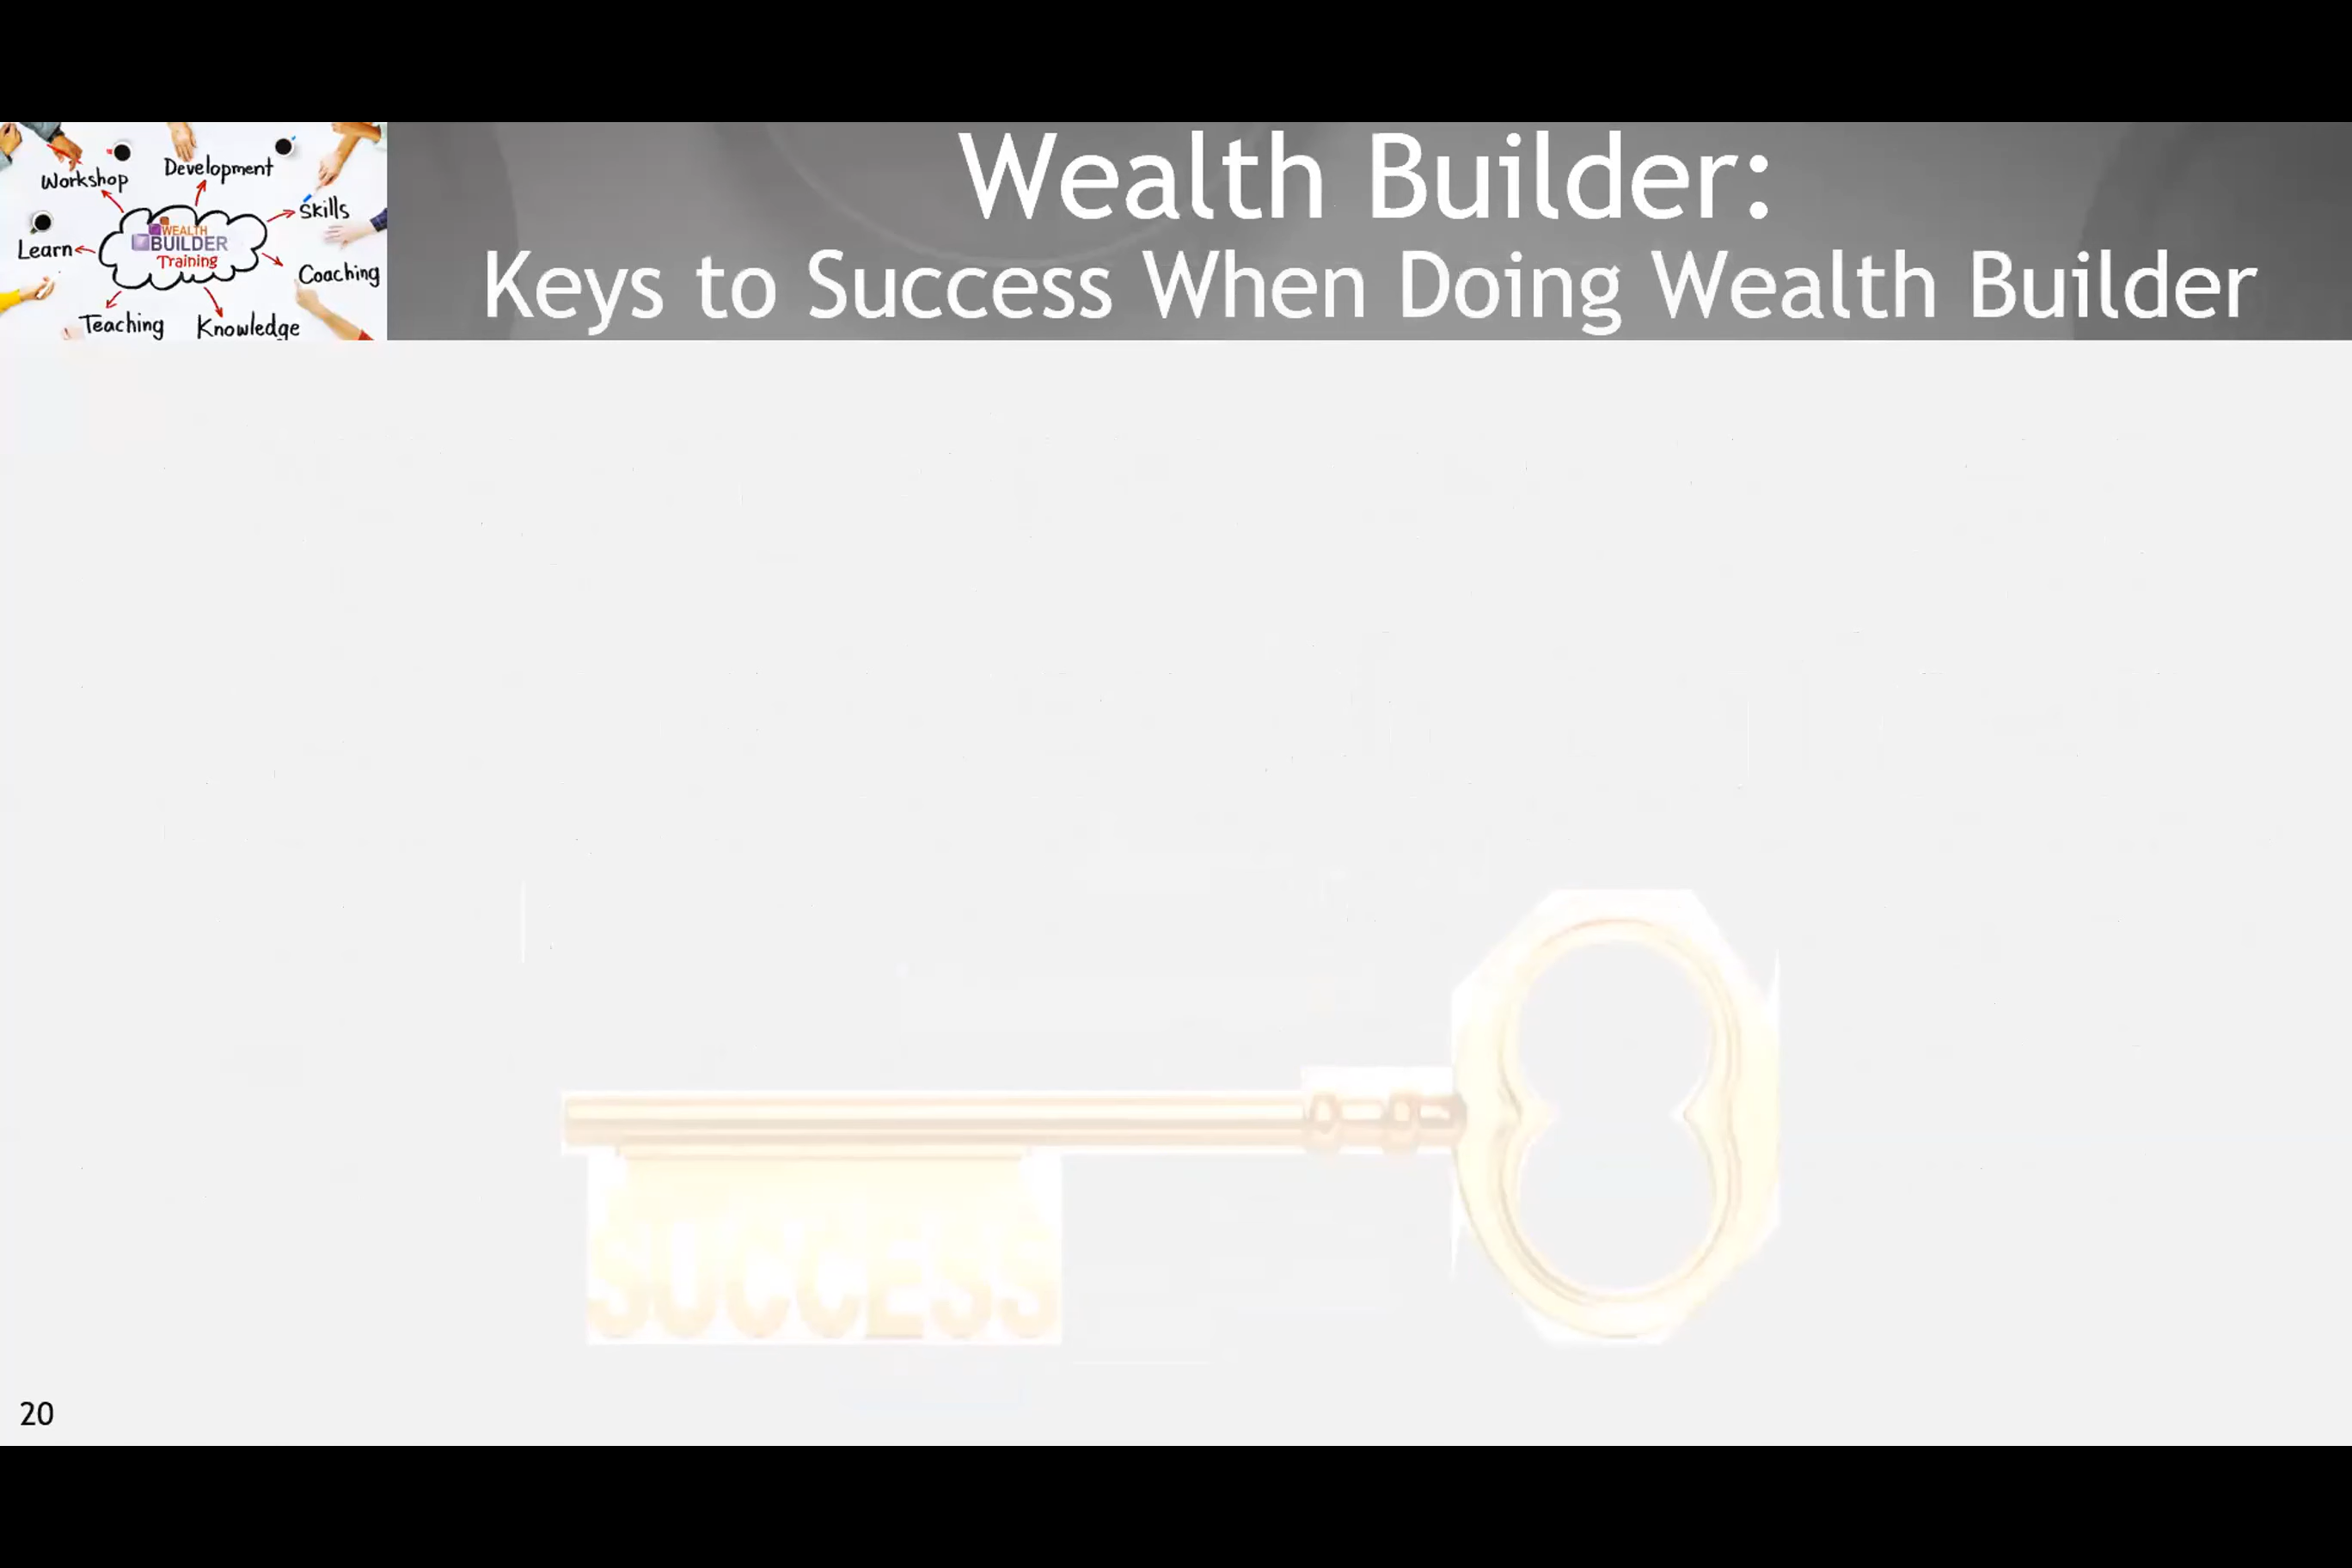 Workshop
Development
Skills
Learn
WEALTH
BUILDER
Training
Coaching
Teaching
Knowledge
Wealth Builder:
Keys to Success When Doing Wealth Builder
SUCCESS
20